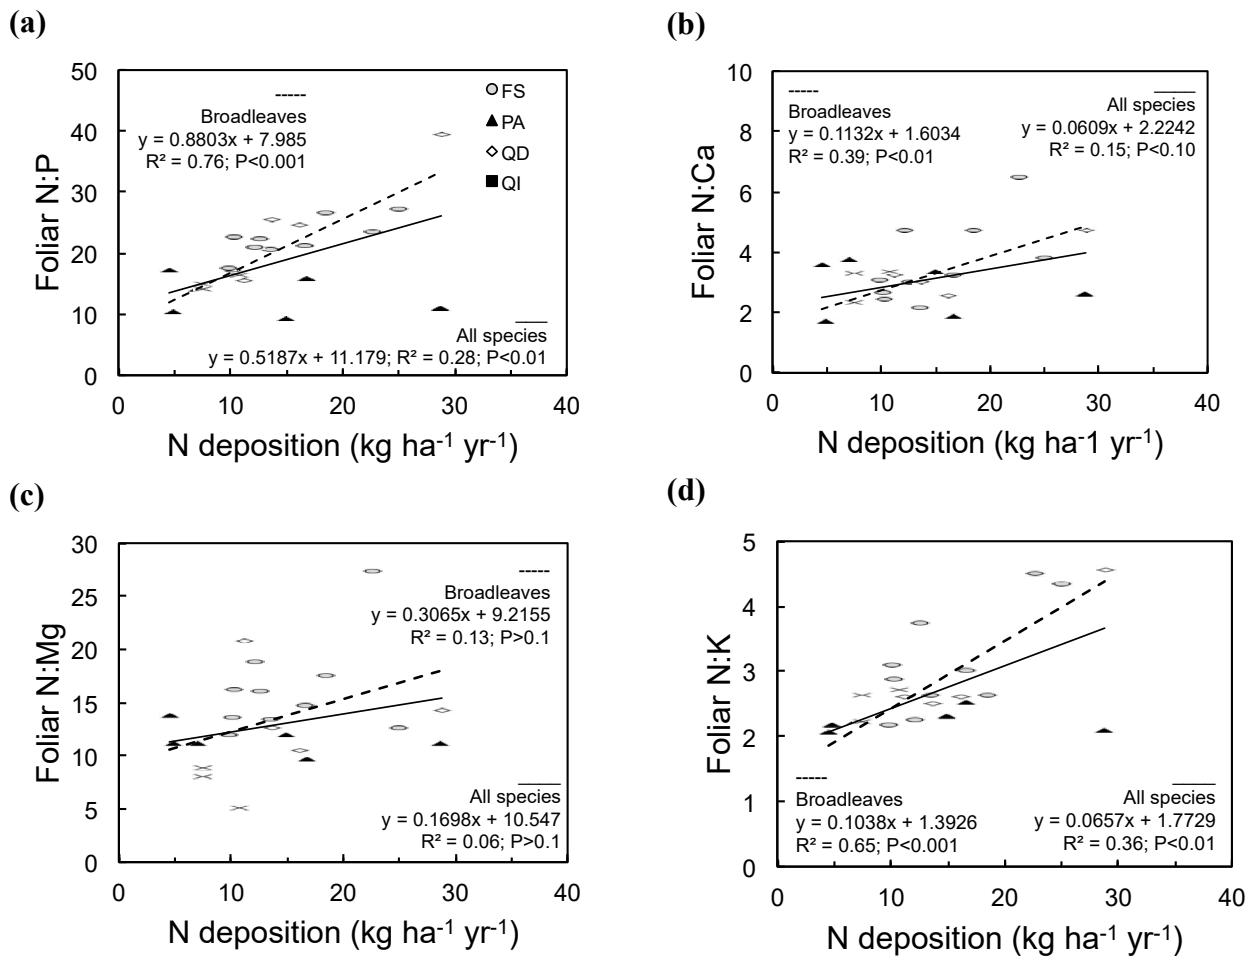 (a)
50
40
30
20
10
0
0 10 20 30 40
Foliar N:P
N deposition (kg ha⁻¹ yr⁻¹)
-----
Broadleaves
y = 0.8803x + 7.985
R² = 0.76; P<0.001
FS
PA
QD
QI
All species
y = 0.5187x + 11.179; R² = 0.28; P<0.01
(b)
10
8
6
4
2
0
0 10 20 30 40
Foliar N:Ca
N deposition (kg ha⁻1 yr⁻¹)
-----
Broadleaves
y = 0.1132x + 1.6034
R² = 0.39; P<0.01
All species
y = 0.0609x + 2.2242
R² = 0.15; P<0.10
(c)
30
25
20
15
10
5
0
0 10 20 30 40
Foliar N:Mg
N deposition (kg ha⁻¹ yr⁻¹)
-----
Broadleaves
y = 0.3065x + 9.2155
R² = 0.13; P>0.1
All species
y = 0.1698x + 10.547
R² = 0.06; P>0.1
(d)
5
4
3
2
1
0
0 10 20 30 40
Foliar N:K
N deposition (kg ha⁻¹ yr⁻¹)
-----
Broadleaves
y = 0.1038x + 1.3926
R² = 0.65; P<0.001
All species
y = 0.0657x + 1.7729
R² = 0.36; P<0.01